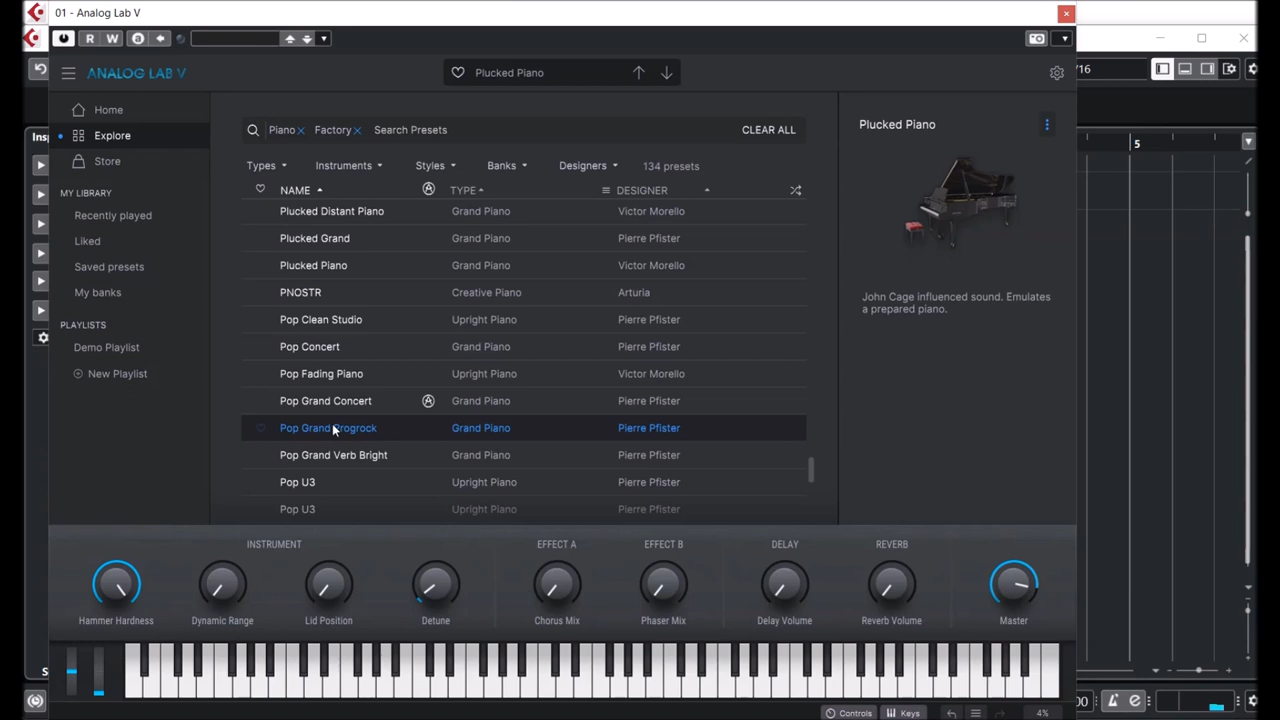 01 - Analog Lab V
R W a
ANALOG LAB V
Plucked Piano
/16
Home
Explore
Store
MY LIBRARY
Recently played
Liked
Saved presets
My banks
PLAYLISTS
Demo Playlist
New Playlist
Piano Factory Search Presets CLEAR ALL
Types Instruments Styles Banks Designers 134 presets
NAME TYPE DESIGNER
Plucked Distant Piano Grand Piano Victor Morello
Plucked Grand Grand Piano Pierre Pfister
Plucked Piano Grand Piano Victor Morello
PNOSTR Creative Piano Arturia
Pop Clean Studio Upright Piano Pierre Pfister
Pop Concert Grand Piano Pierre Pfister
Pop Fading Piano Upright Piano Victor Morello
Pop Grand Concert Grand Piano Pierre Pfister
Pop Grand Progrock Grand Piano Pierre Pfister
Pop Grand Verb Bright Grand Piano Pierre Pfister
Pop U3 Upright Piano Pierre Pfister
Pop U3 Upright Piano Pierre Pfister
Plucked Piano
John Cage influenced sound. Emulates
a prepared piano.
5
Insp
INSTRUMENT EFFECT A EFFECT B DELAY REVERB
Hammer Hardness Dynamic Range Lid Position Detune Chorus Mix Phaser Mix Delay Volume Reverb Volume Master
S
Controls Keys 4%
00